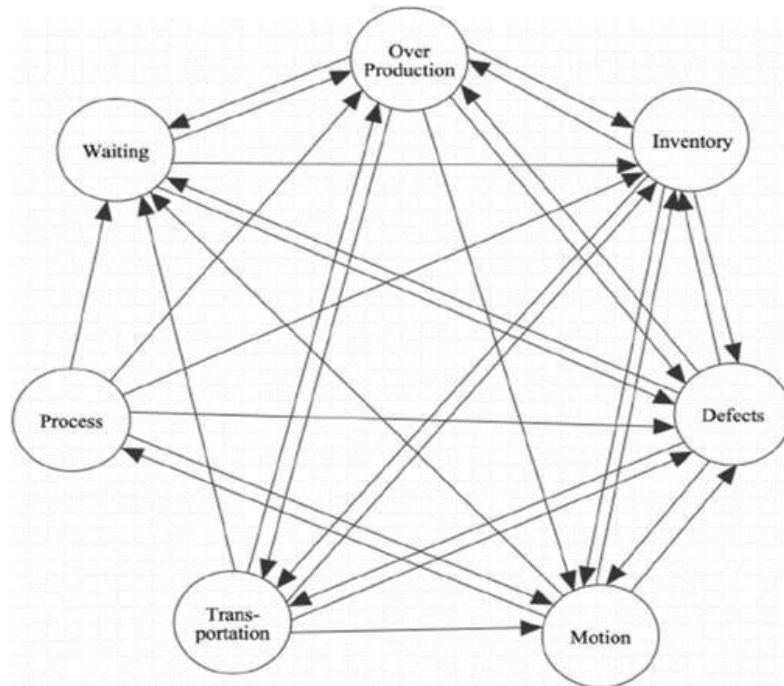 Over
Production
Waiting
Inventory
Process
Defects
Trans-
portation
Motion